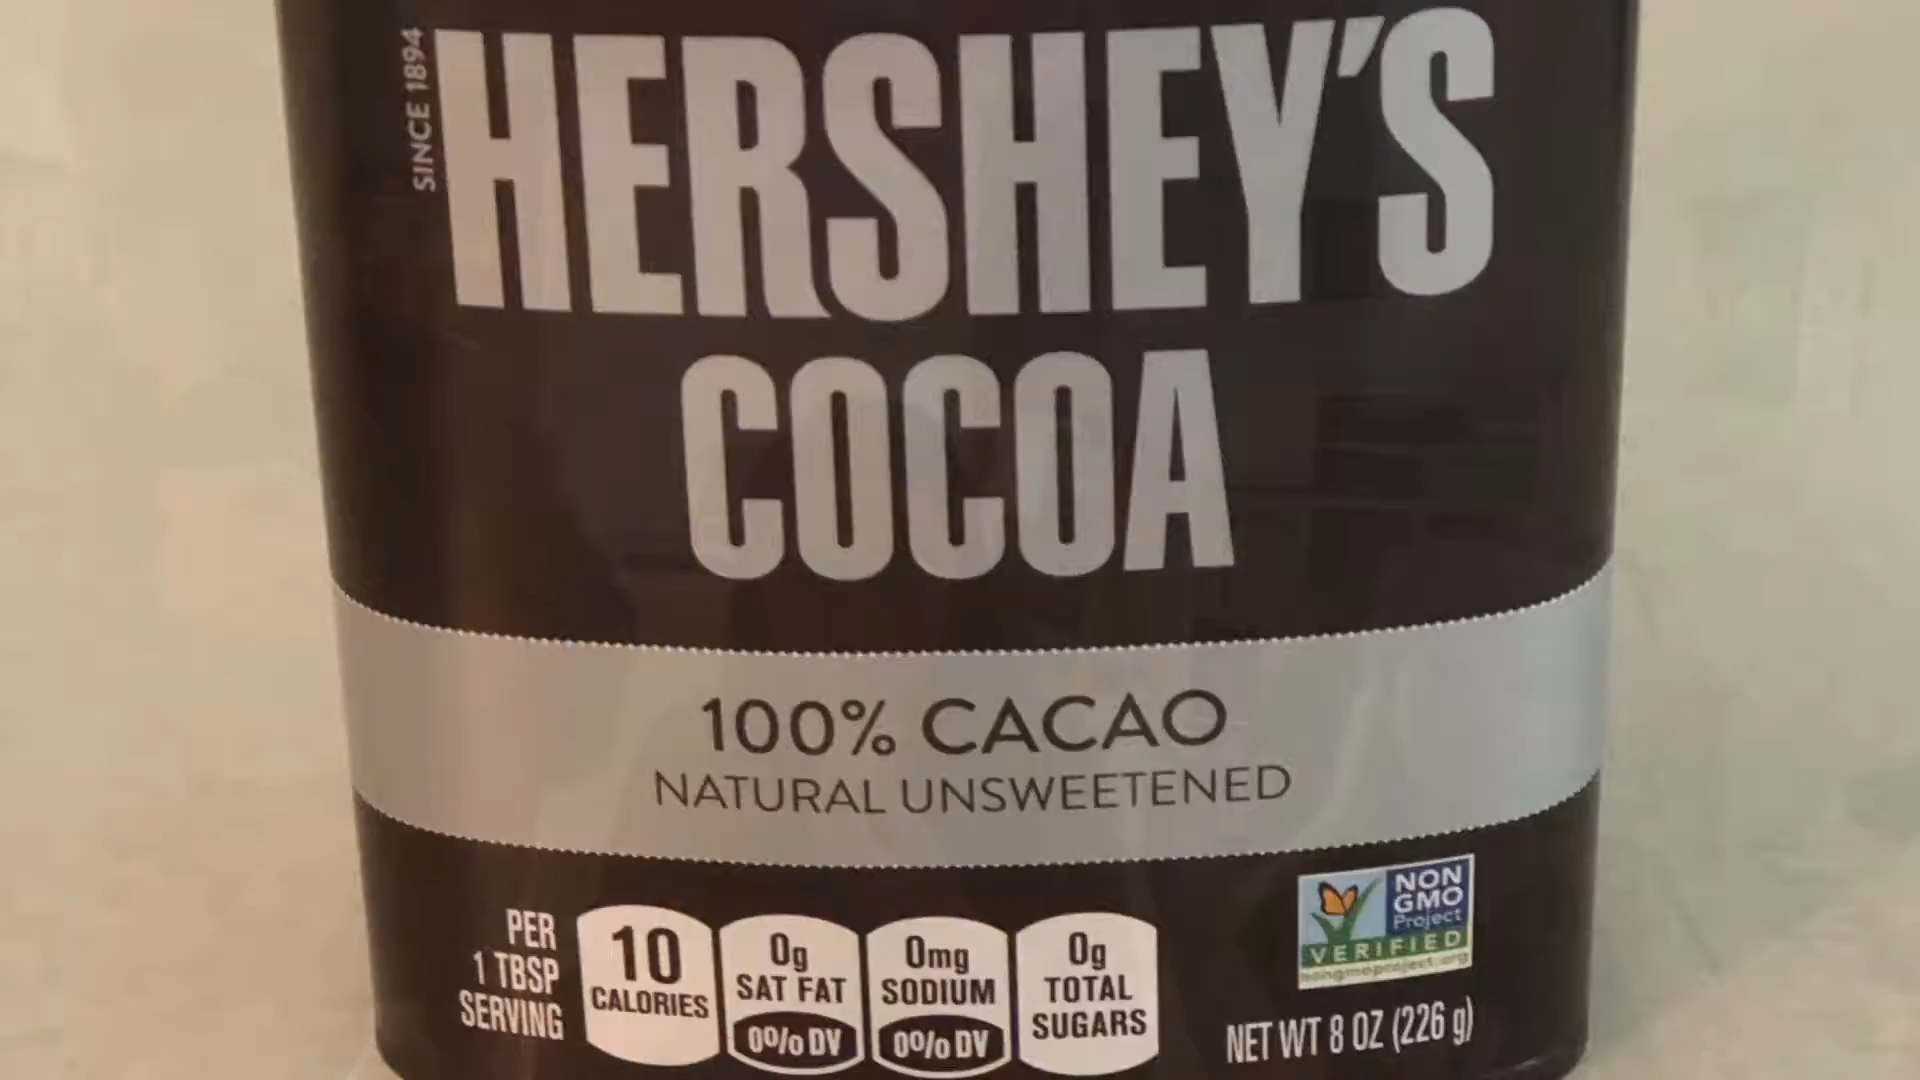 SINCE 1894
HERSHEY'S
COCOA
100% CACAO
NATURAL UNSWEETENED
PER
1 TBSP
SERVING
10
CALORIES
0g
SAT FAT
0% DV
0mg
SODIUM
0% DV
0g
TOTAL
SUGARS
NON
GMO
Project
VERIFIED
nongmoproject.org
NET WT 8 OZ (226 g)